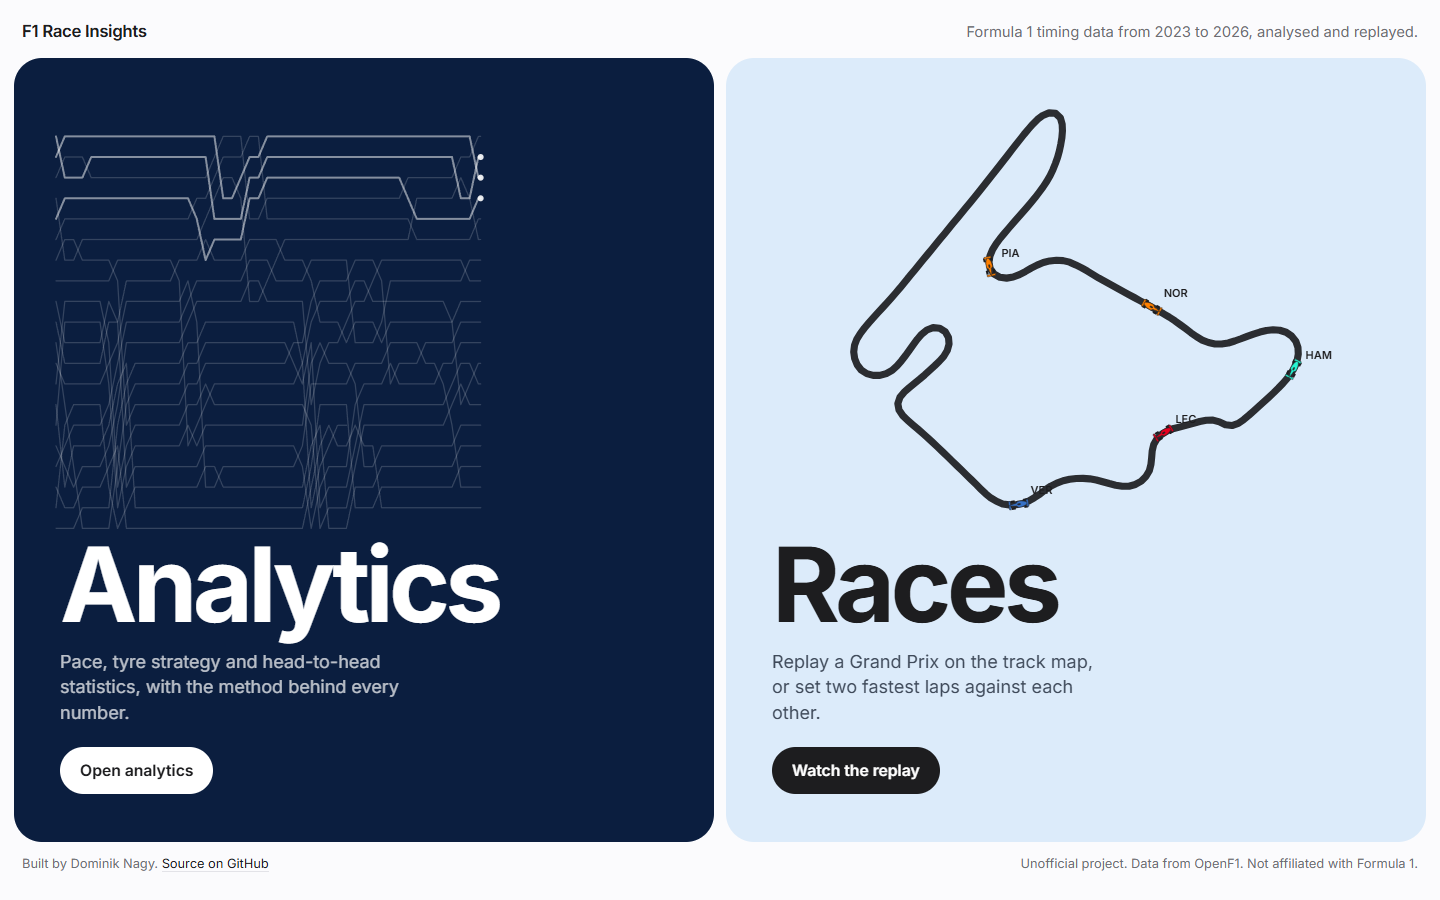 F1 Race Insights
Formula 1 timing data from 2023 to 2026, analysed and replayed.
Analytics
Pace, tyre strategy and head-to-head
statistics, with the method behind every
number.
Open analytics
PIA
NOR
HAM
LEC
VER
Races
Replay a Grand Prix on the track map,
or set two fastest laps against each
other.
Watch the replay
Built by Dominik Nagy. Source on GitHub
Unofficial project. Data from OpenF1. Not affiliated with Formula 1.